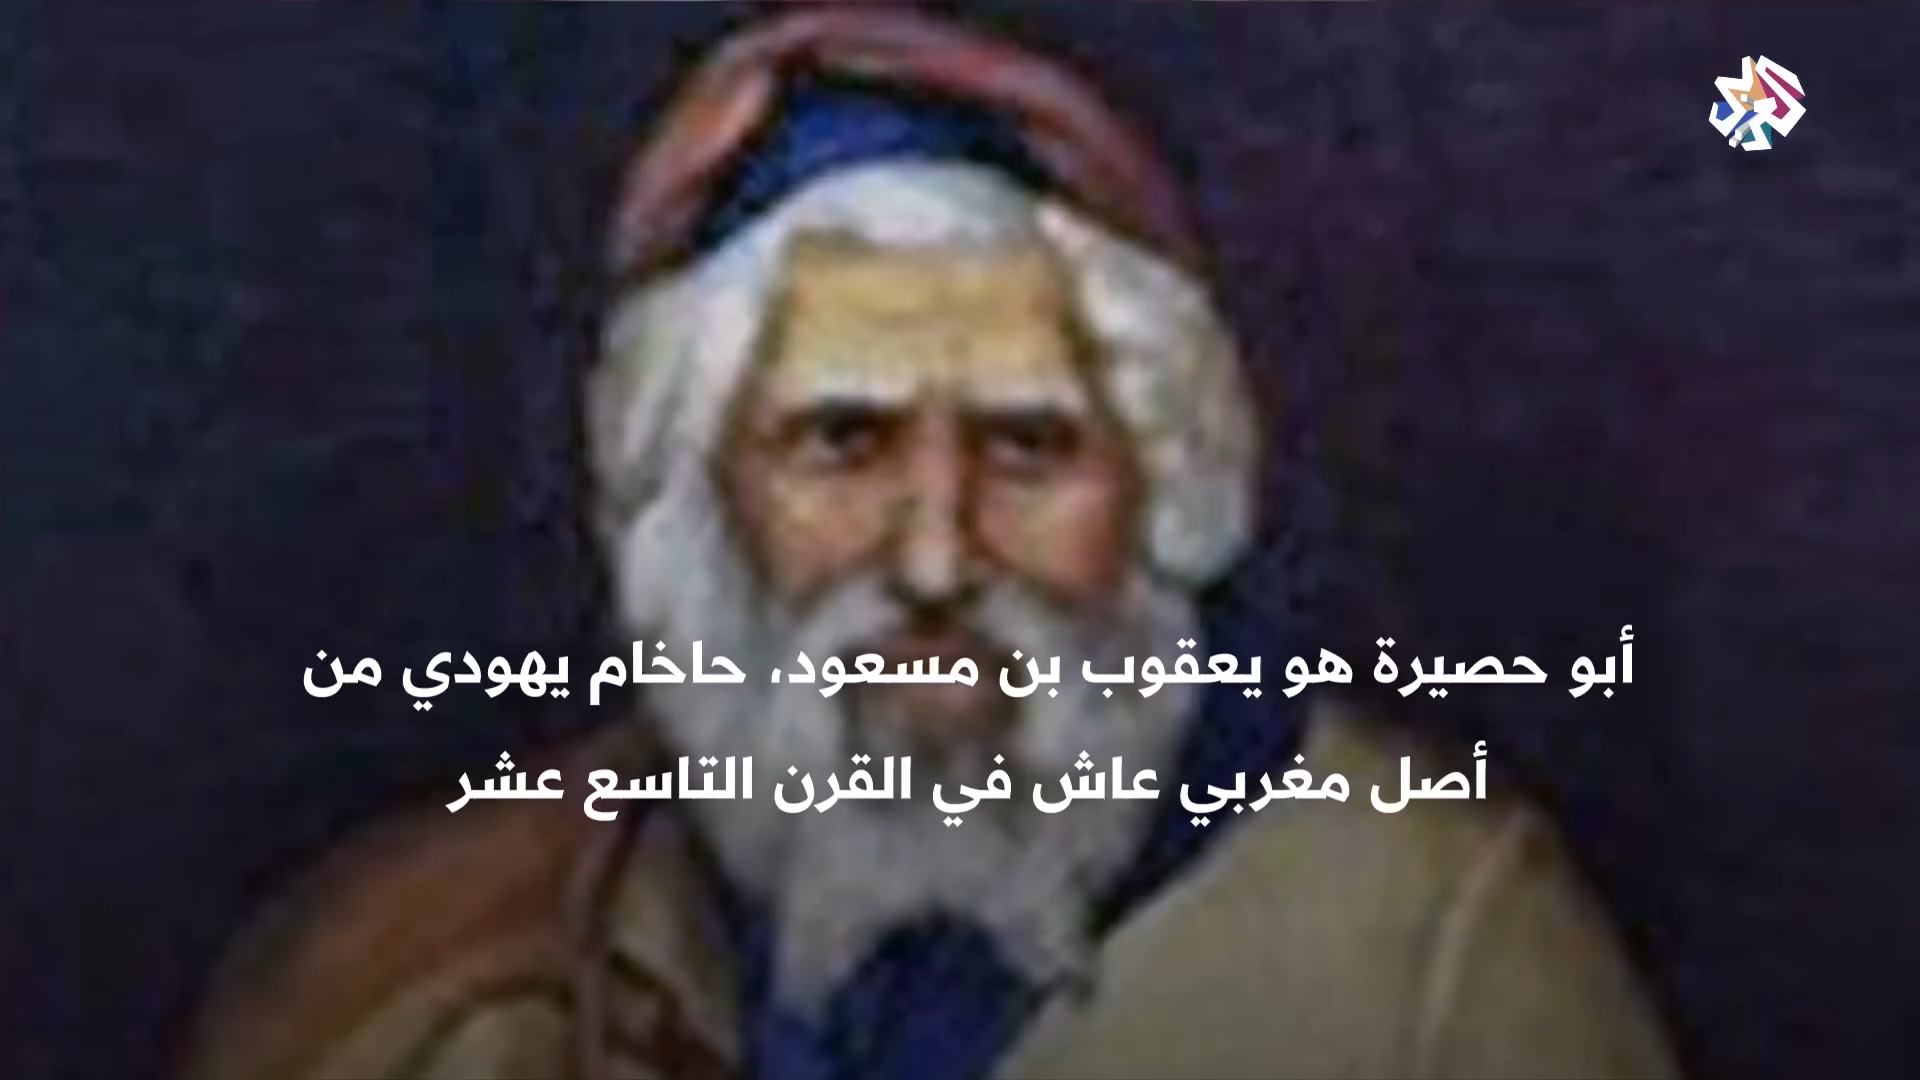 أبو حصيرة هو يعقوب بن مسعود، حاخام يهودي من
أصل مغربي عاش في القرن التاسع عشر